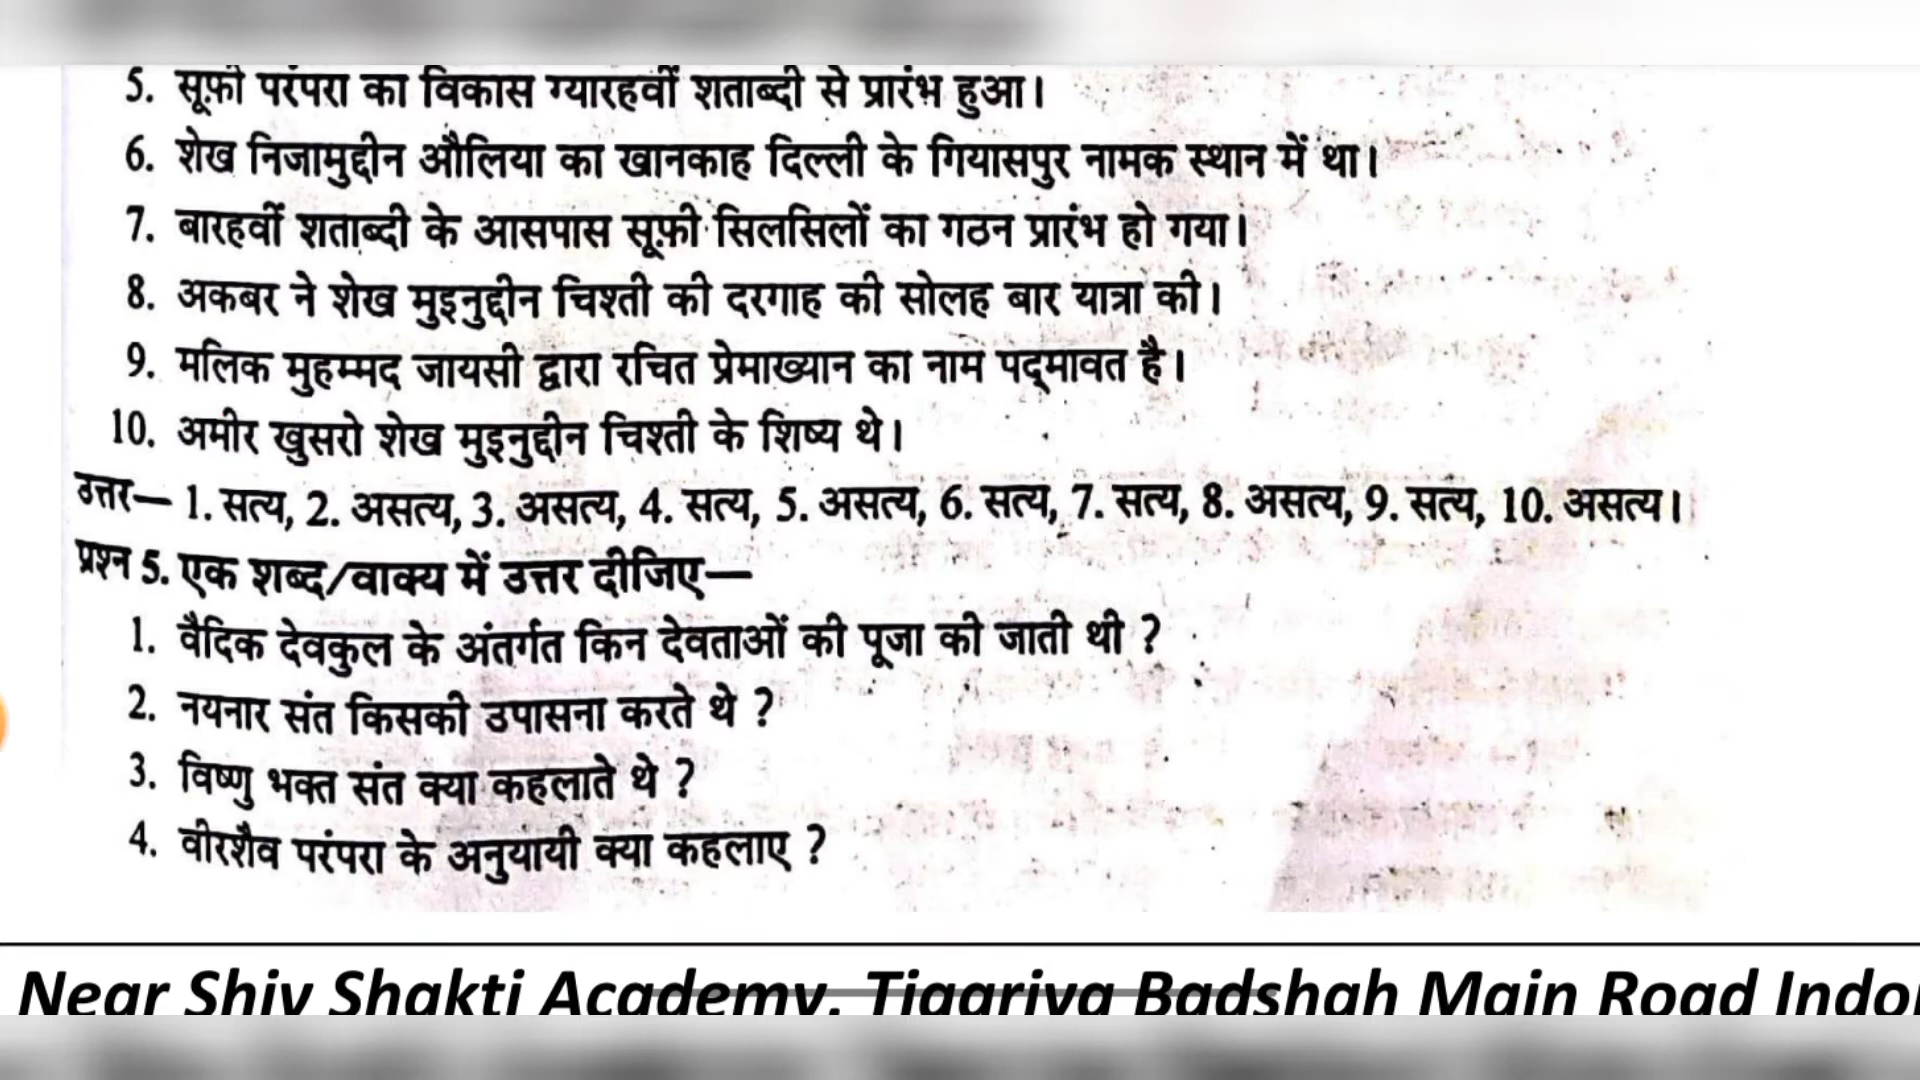 5. सूफ़ी परंपरा का विकास ग्यारहवीं शताब्दी से प्रारंभ हुआ।
6. शेख निजामुद्दीन औलिया का खानकाह दिल्ली के गियासपुर नामक स्थान में था।
7. बारहवीं शताब्दी के आसपास सूफ़ी सिलसिलों का गठन प्रारंभ हो गया।
8. अकबर ने शेख मुइनुद्दीन चिश्ती की दरगाह की सोलह बार यात्रा की।
9. मलिक मुहम्मद जायसी द्वारा रचित प्रेमाख्यान का नाम पद्मावत है।
10. अमीर खुसरो शेख मुइनुद्दीन चिश्ती के शिष्य थे।
उत्तर— 1. सत्य, 2. असत्य, 3. असत्य, 4. सत्य, 5. असत्य, 6. सत्य, 7. सत्य, 8. असत्य, 9. सत्य, 10. असत्य।
प्रश्न 5. एक शब्द/वाक्य में उत्तर दीजिए—
1. वैदिक देवकुल के अंतर्गत किन देवताओं की पूजा की जाती थी ?
2. नयनार संत किसकी उपासना करते थे ?
3. विष्णु भक्त संत क्या कहलाते थे ?
4. वीरशैव परंपरा के अनुयायी क्या कहलाए ?
Near Shiv Shakti Academy, Tigariya Badshah Main Road Indo